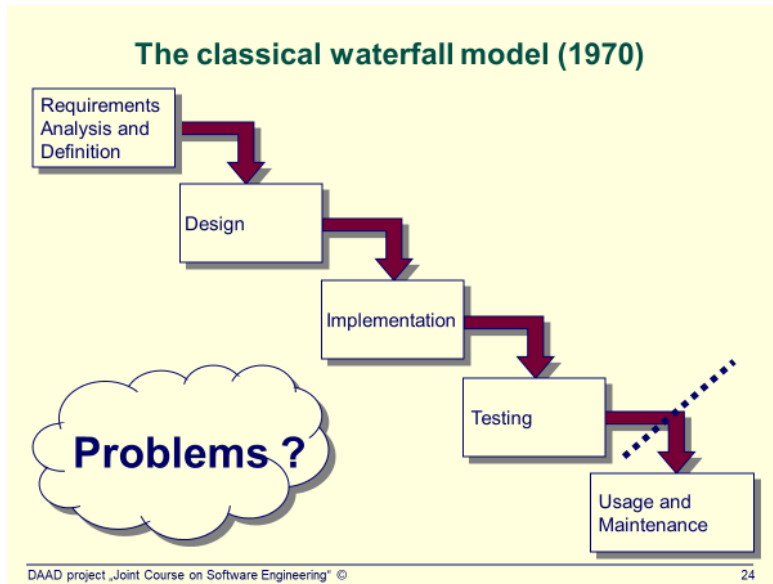 The classical waterfall model (1970)
Requirements
Analysis and
Definition
Design
Implementation
Testing
Usage and
Maintenance
Problems ?
DAAD project „Joint Course on Software Engineering" ©
24